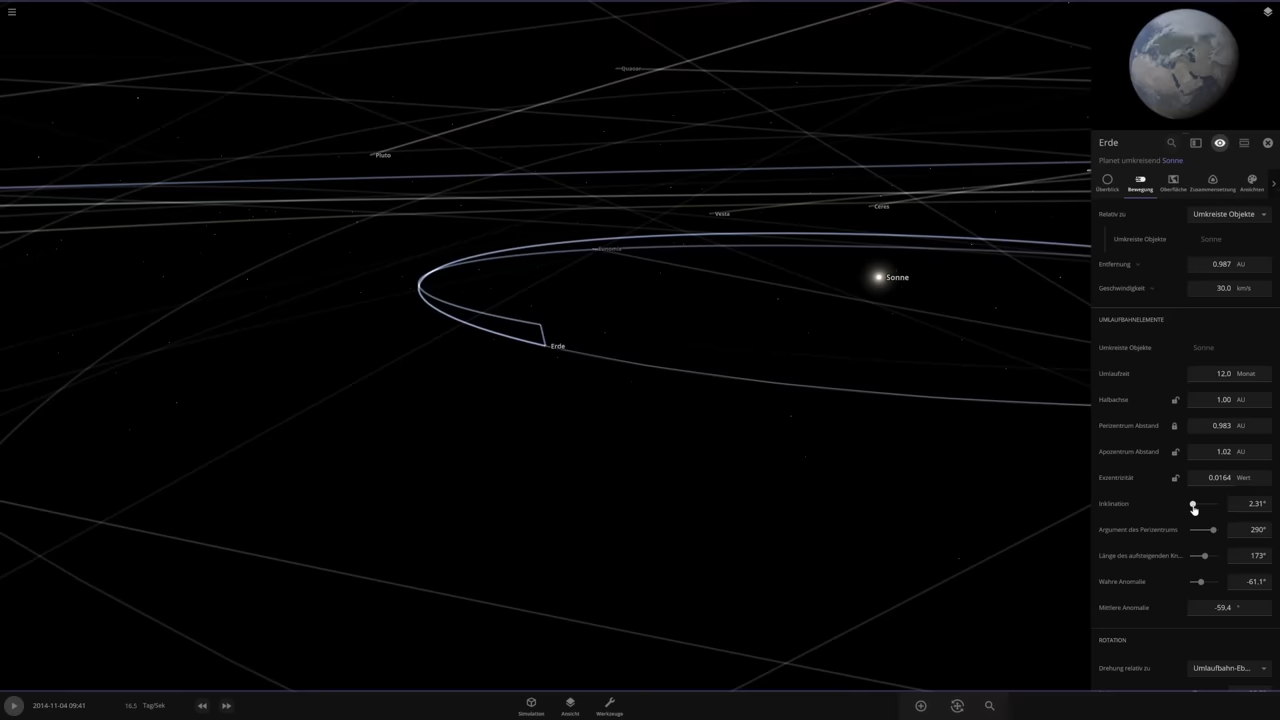 Quaoar
Pluto
Vesta
Ceres
Sonne
Erde
Erde
Planet umkreisend Sonne
Überblick
Bewegung
Oberfläche
Zusammensetzung
Ansichten
Relativ zu Umkreiste Objekte
Umkreiste Objekte Sonne
Entfernung 0.987 AU
Geschwindigkeit 30.0 km/s
UMLAUFBAHNELEMENTE
Umkreiste Objekte Sonne
Umlaufzeit 12.0 Monat
Halbachse 1.00 AU
Perizentrum Abstand 0.983 AU
Apozentrum Abstand 1.02 AU
Exzentrizität 0.0164 Wert
Inklination 2.31°
Argument des Perizentrums 290°
Länge des aufsteigenden Kn... 173°
Wahre Anomalie -61.1°
Mittlere Anomalie -59.4 °
ROTATION
Drehung relativ zu Umlaufbahn-Eb...
2014-11-04 09:41 16.5 Tag/Sek
Simulation
Ansicht
Werkzeuge